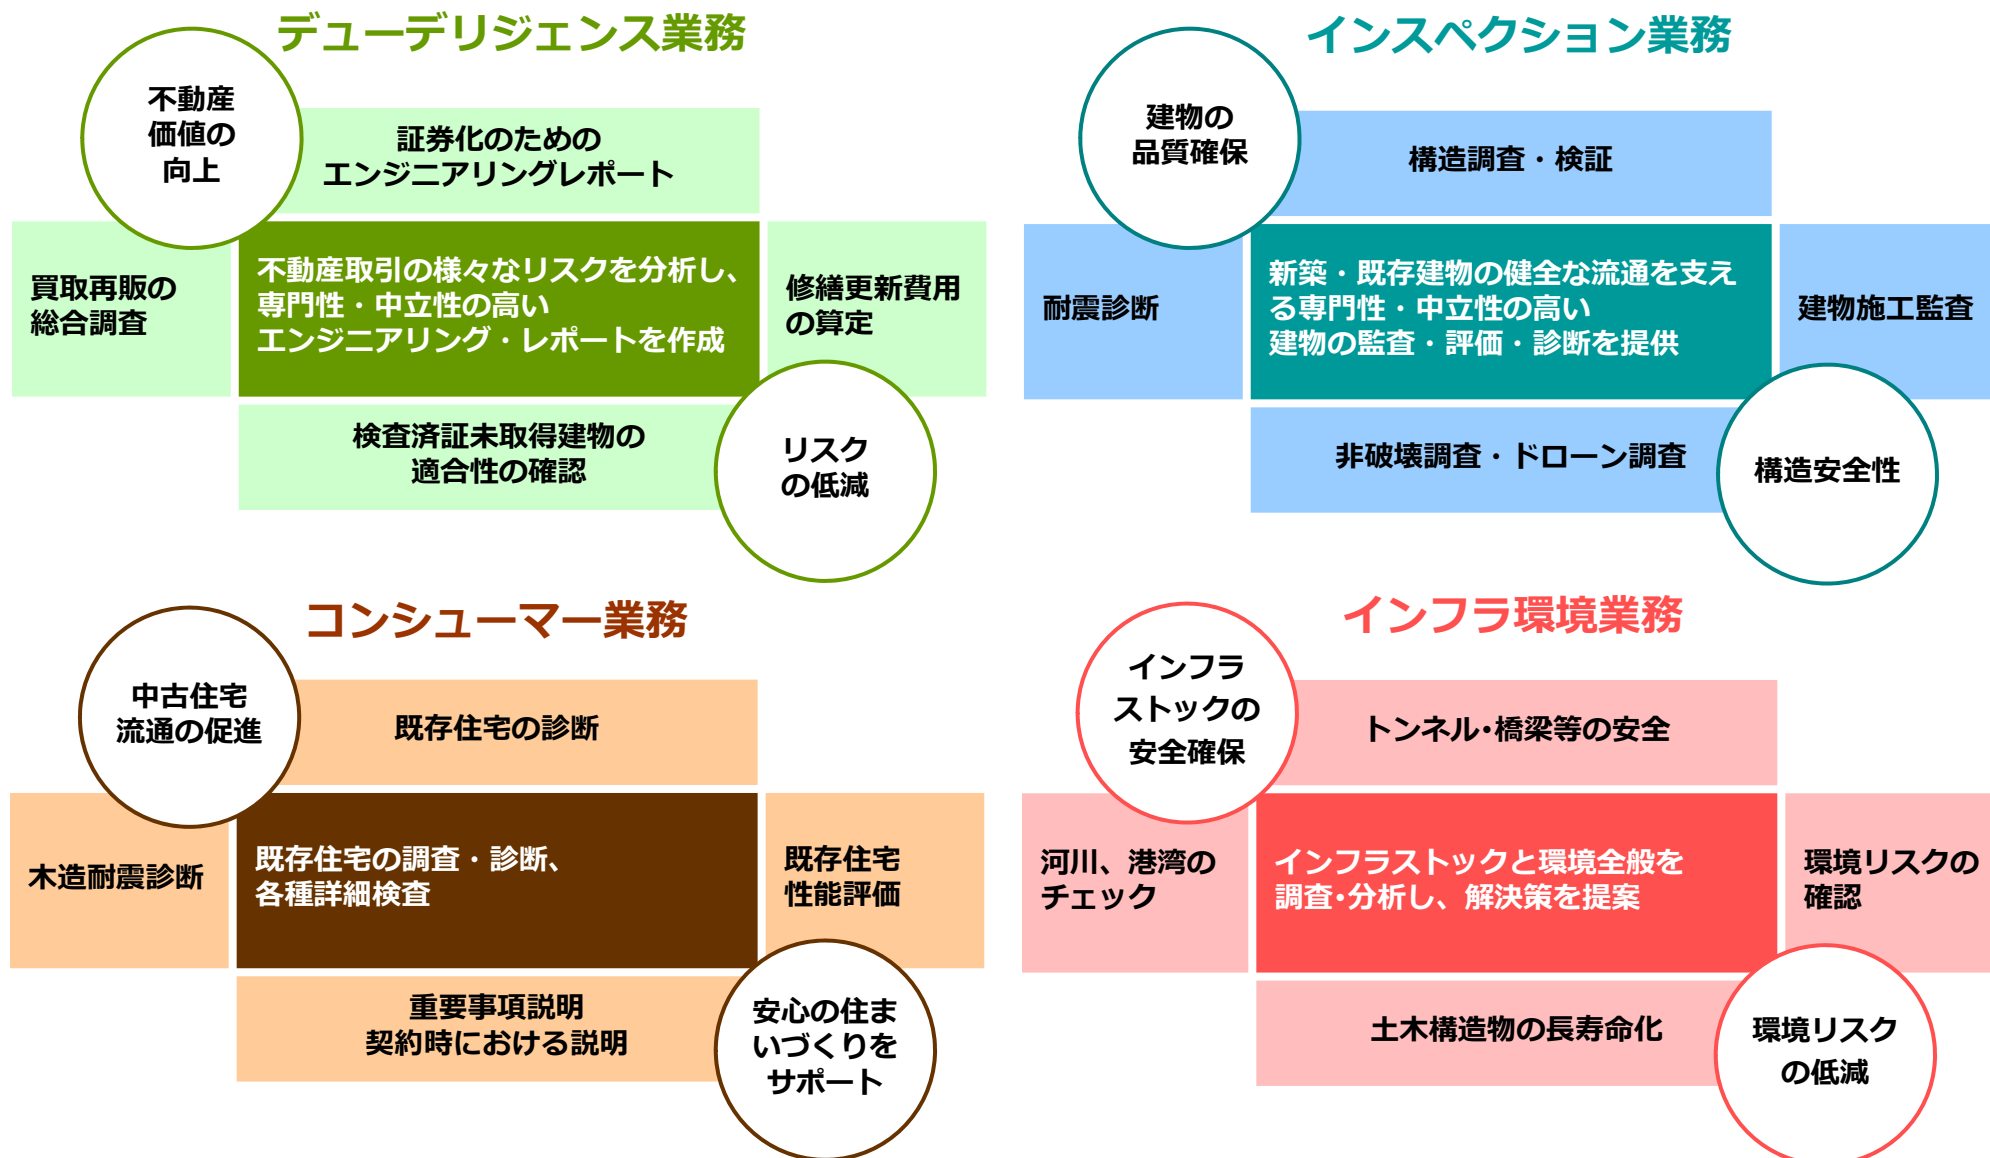 デューデリジェンス業務
不動産
価値の
向上
証券化のための
エンジニアリングレポート
買取再販の
総合調査
不動産取引の様々なリスクを分析し、
専門性・中立性の高い
エンジニアリング・レポートを作成
修繕更新費用
の算定
検査済証未取得建物の
適合性の確認
リスク
の低減
インスペクション業務
建物の
品質確保
構造調査・検証
耐震診断
新築・既存建物の健全な流通を支え
る専門性・中立性の高い
建物の監査・評価・診断を提供
建物施工監査
非破壊調査・ドローン調査
構造安全性
コンシューマー業務
中古住宅
流通の促進
既存住宅の診断
木造耐震診断
既存住宅の調査・診断、
各種詳細検査
既存住宅
性能評価
重要事項説明
契約時における説明
安心の住ま
いづくりを
サポート
インフラ環境業務
インフラ
ストックの
安全確保
トンネル･橋梁等の安全
河川、港湾の
チェック
インフラストックと環境全般を
調査･分析し、解決策を提案
環境リスクの
確認
土木構造物の長寿命化
環境リスク
の低減